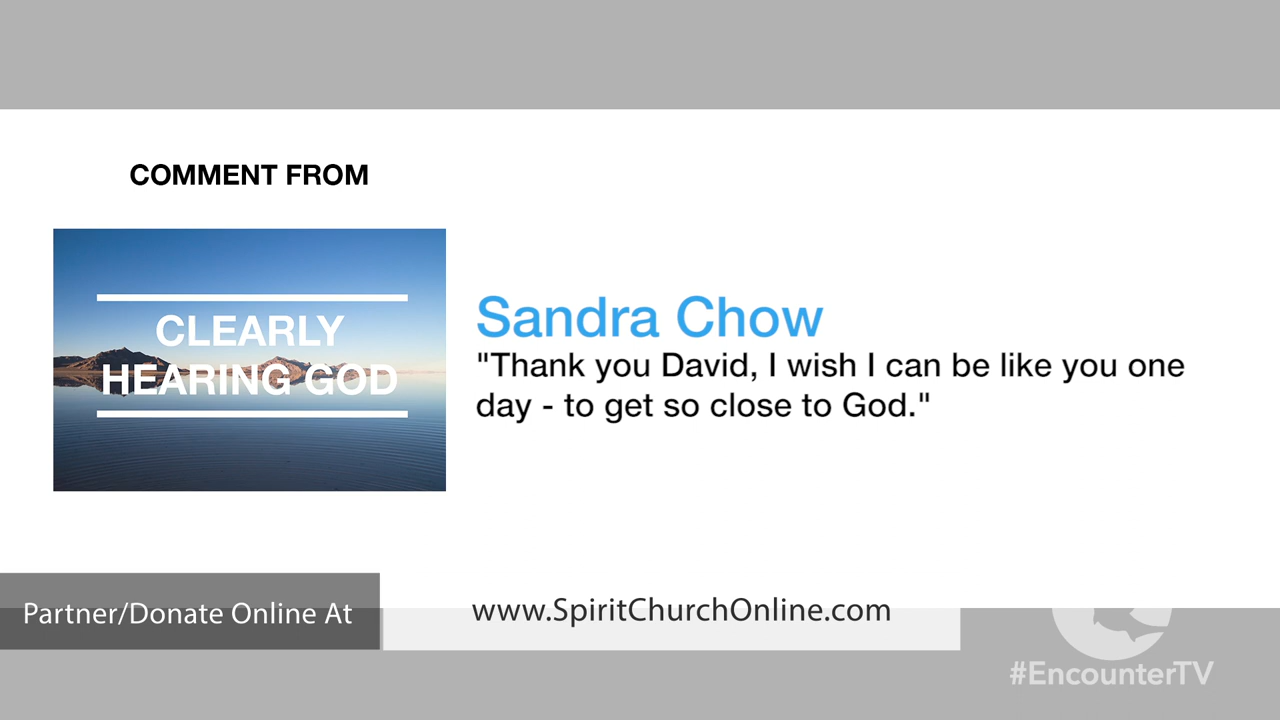 COMMENT FROM
CLEARLY
HEARING GOD
Sandra Chow
"Thank you David, I wish I can be like you one
day - to get so close to God."
Partner/Donate Online At
www.SpiritChurchOnline.com
#EncounterTV